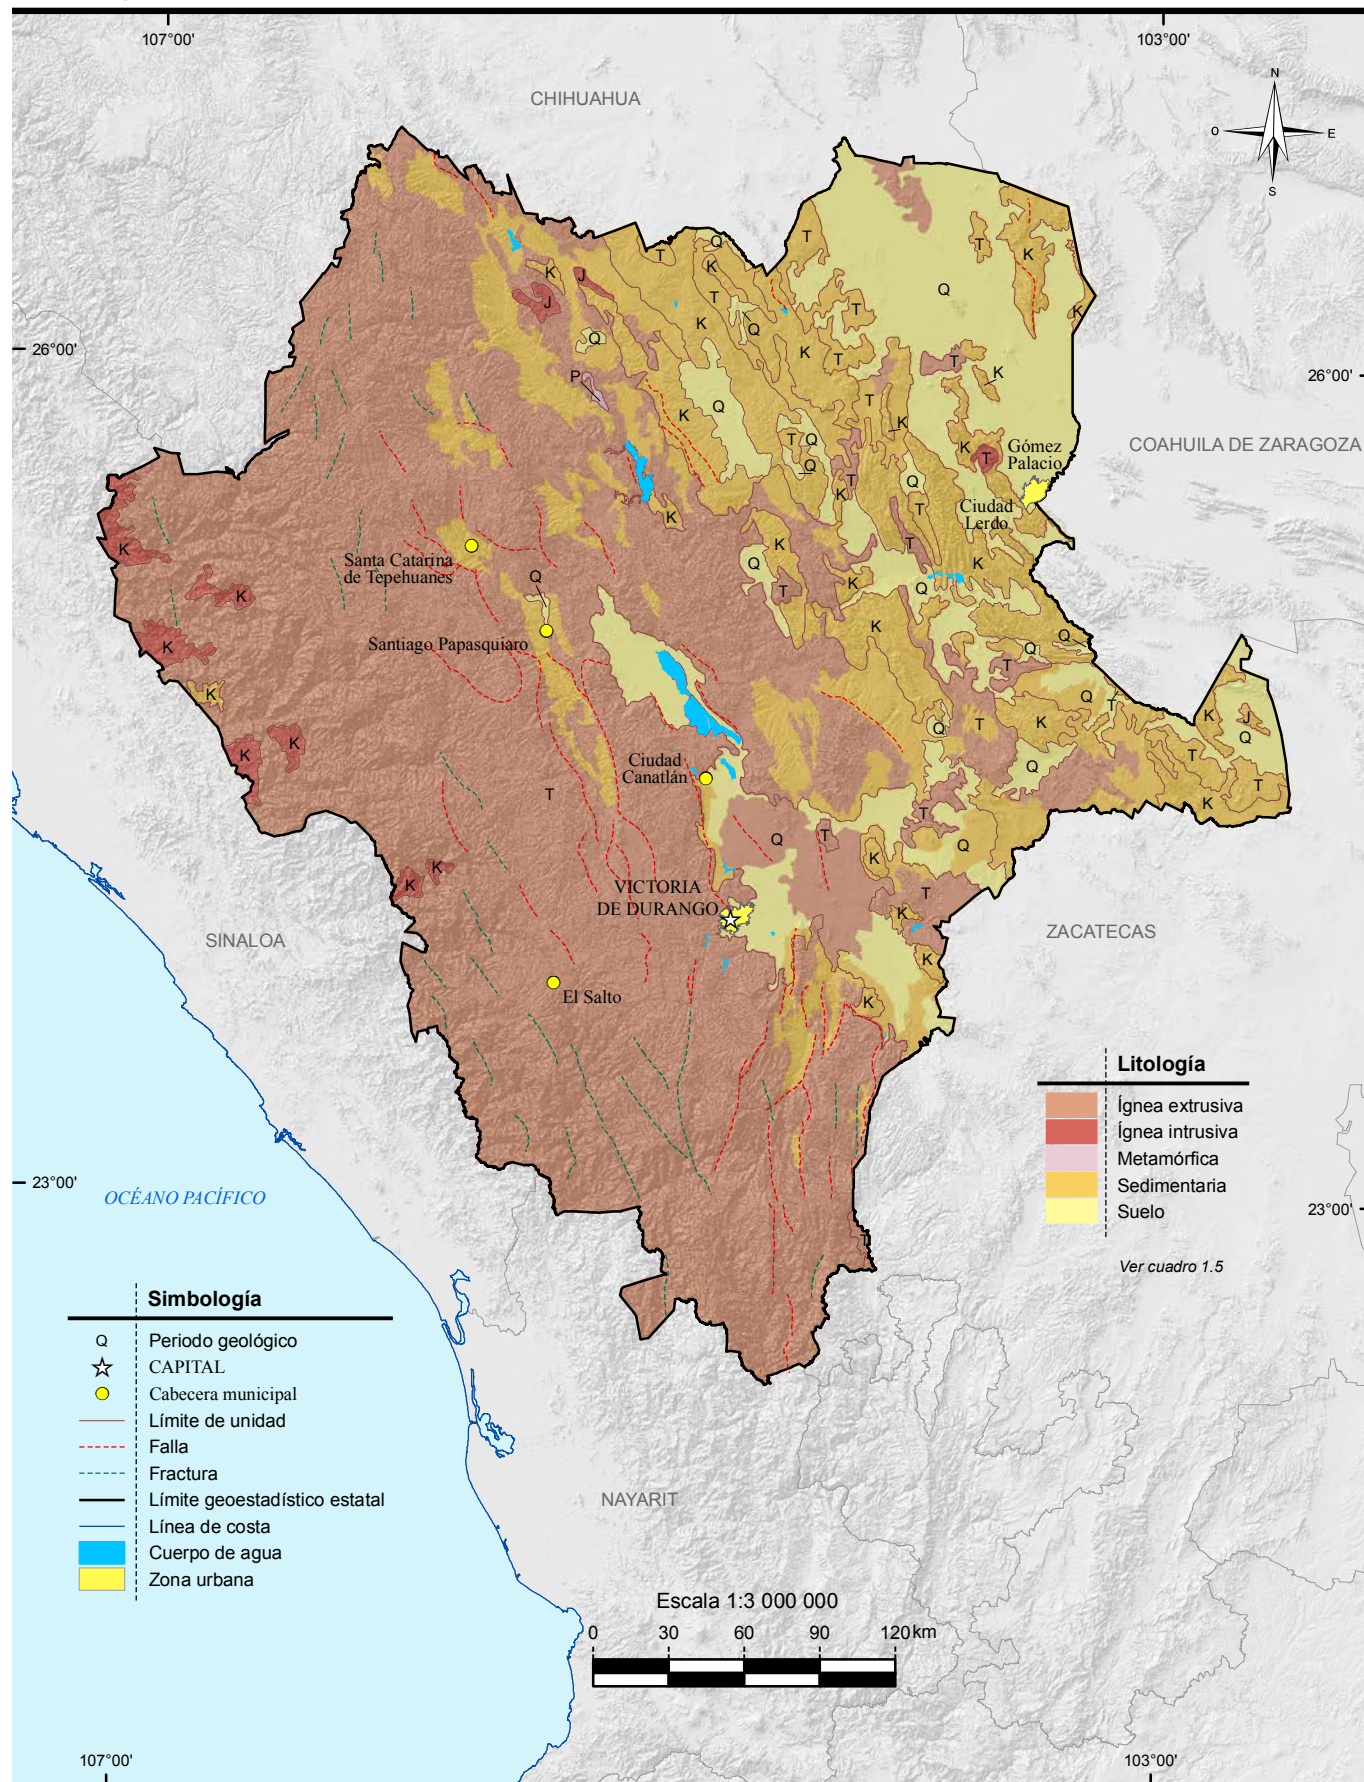 107°00'
103°00'
CHIHUAHUA
N
O
E
S
T
Q
T
T
K
T
K
K
J
J
T
Q
K
T
K
Q
Q
K
T
K
26°00'
T
K
P
26°00'
Q
T
K
K
K
T
Q
COAHUILA DE ZARAGOZA
Gómez
Palacio
K
T
Q
T
Q
K
K
T
Ciudad
Lerdo
K
K
T
Q
Santa Catarina
de Tepehuanes
Q
K
T
K
K
Q
T
K
Q
K
Santiago Papasquiaro
Q
Q
T
K
Q
T
K
J
Q
K
T
Q
K
K
T
Ciudad
Canatlán
Q
T
K
T
T
Q
T
Q
K
K
K
VICTORIA
DE DURANGO
T
K
SINALOA
ZACATECAS
K
El Salto
K
Litología
Ígnea extrusiva
Ígnea intrusiva
Metamórfica
Sedimentaria
Suelo
Ver cuadro 1.5
23°00'
23°00'
OCÉANO PACÍFICO
T
Simbología
Q Periodo geológico
CAPITAL
Cabecera municipal
Límite de unidad
Falla
Fractura
Límite geoestadístico estatal
Línea de costa
Cuerpo de agua
Zona urbana
NAYARIT
Escala 1:3 000 000
0 30 60 90 120 km
107°00'
103°00'